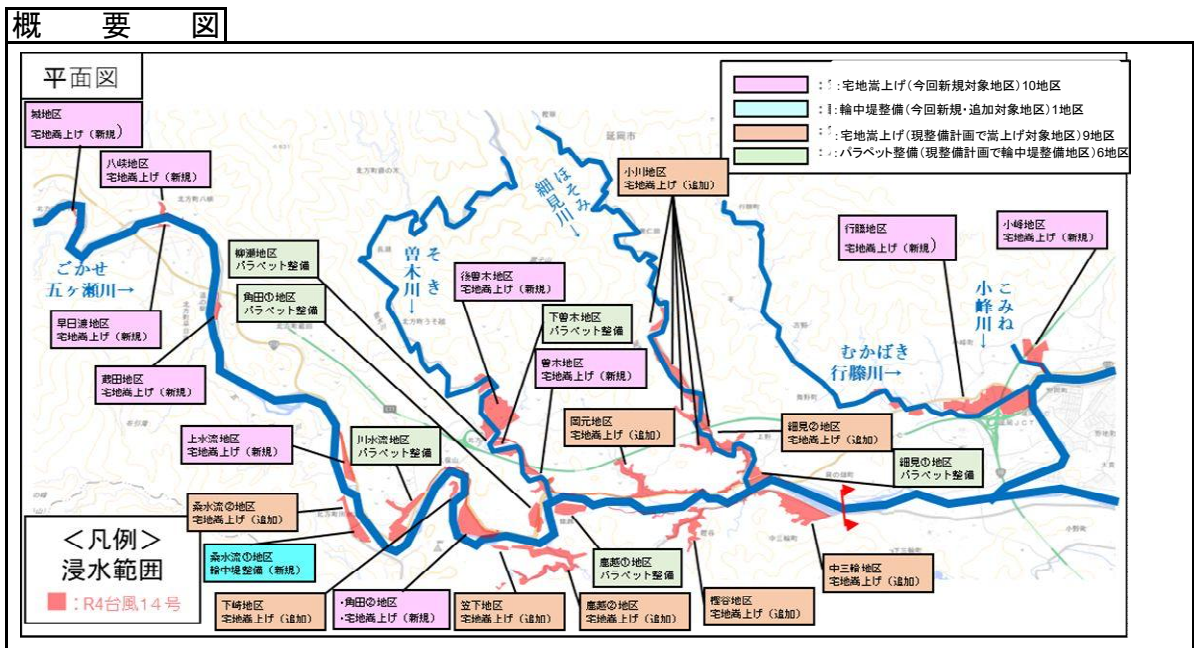 概要図
平面図
：宅地嵩上げ(今回新規対象地区)10地区
：輪中堤整備(今回新規・追加対象地区)1地区
：宅地嵩上げ(現整備計画で嵩上げ対象地区)9地区
：パラペット整備(現整備計画で輪中堤整備地区)6地区
城地区
宅地嵩上げ(新規)
八峡地区
宅地嵩上げ(新規)
ごかせ
五ヶ瀬川→
早日渡地区
宅地嵩上げ(新規)
蔵田地区
宅地嵩上げ(新規)
柳瀬地区
パラペット整備
角田①地区
パラペット整備
そき
曽木川→
ほそみ
細見川→
延岡市
小川地区
宅地嵩上げ(追加)
後曽木地区
宅地嵩上げ(新規)
下曽木地区
パラペット整備
曽木地区
宅地嵩上げ(新規)
行縢地区
宅地嵩上げ(新規)
小峰地区
宅地嵩上げ(新規)
こみね
小峰川→
むかばき
行縢川→
上水流地区
宅地嵩上げ(新規)
川水流地区
パラペット整備
岡元地区
宅地嵩上げ(追加)
細見②地区
宅地嵩上げ(追加)
細見①地区
パラペット整備
桑水流②地区
宅地嵩上げ(追加)
桑水流①地区
輪中堤整備(新規)
下崎地区
宅地嵩上げ(追加)
・角田②地区
・宅地嵩上げ(新規)
笠下地区
宅地嵩上げ(追加)
鹿越①地区
パラペット整備
鹿越②地区
宅地嵩上げ(追加)
樫谷地区
宅地嵩上げ(追加)
中三輪地区
宅地嵩上げ(追加)
中三輪町
下三輪町
小野町
＜凡例＞
浸水範囲
：R4台風14号